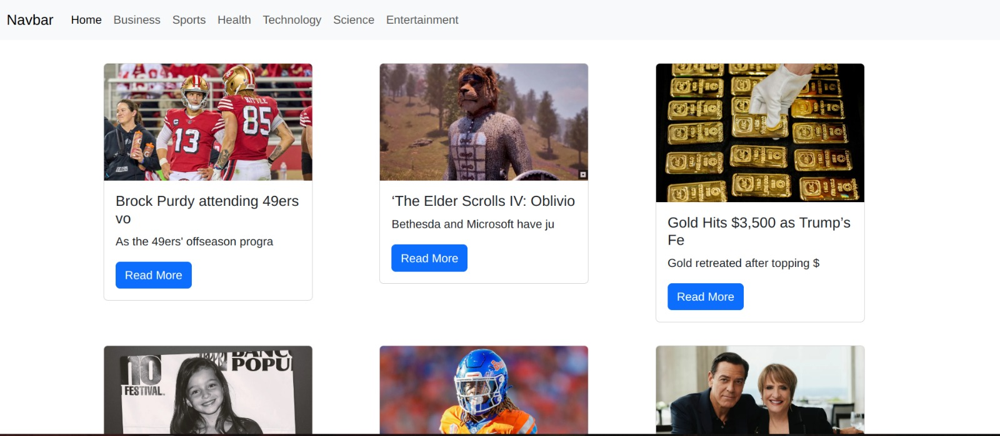 Navbar Home Business Sports Health Technology Science Entertainment
KITTLE
13 85
Brock Purdy attending 49ers
vo
As the 49ers' offseason progra
Read More
‘The Elder Scrolls IV: Oblivio
Bethesda and Microsoft have ju
Read More
Gold Hits $3,500 as Trump’s
Fe
Gold retreated after topping $
Read More
POPU
FESTIVAL